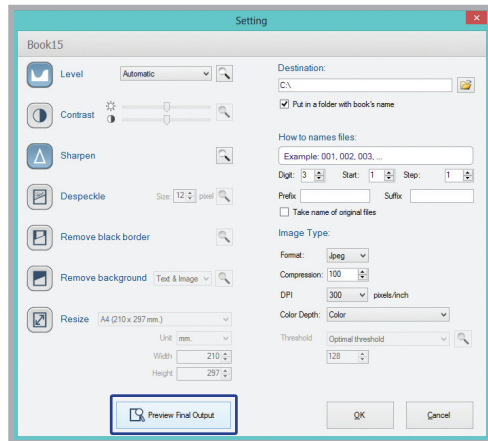 Setting
Book15
Level Automatic
Contrast
Sharpen
Despeckle Size: 12 pixel
Remove black border
Remove background Text & Image
Resize A4 (210 x 297 mm.)
Unit mm.
Width 210
Height 297
Preview Final Output
Destination:
C:\
Put in a folder with book's name
How to names files:
Example: 001, 002, 003, ...
Digit: 3 Start: 1 Step: 1
Prefix Suffix
Take name of original files
Image Type:
Format: Jpeg
Compression: 100
DPI 300 pixels/inch
Color Depth: Color
Threshold Optimal threshold
128
OK Cancel